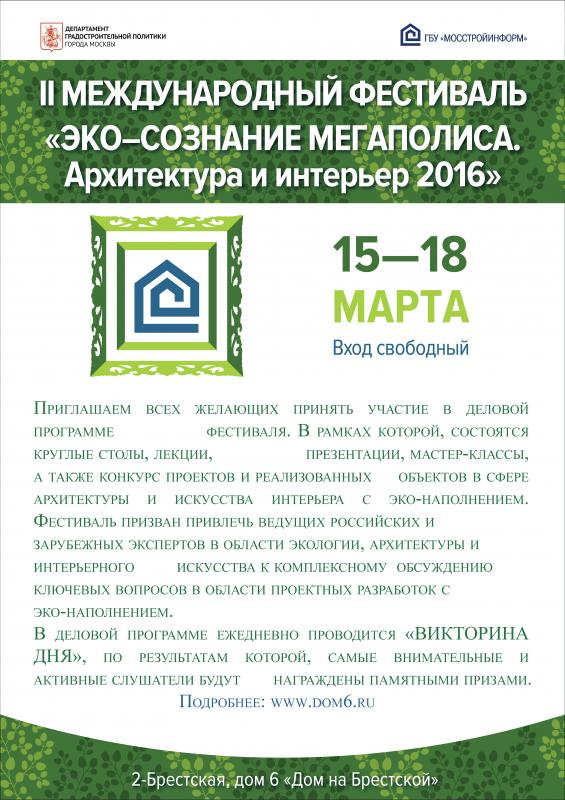 ДЕПАРТАМЕНТ
ГРАДОСТРОИТЕЛЬНОЙ ПОЛИТИКИ
ГОРОДА МОСКВЫ
ГБУ «МОССТРОЙИНФОРМ»
II МЕЖДУНАРОДНЫЙ ФЕСТИВАЛЬ
«ЭКО–СОЗНАНИЕ МЕГАПОЛИСА.
Архитектура и интерьер 2016»
15—18
МАРТА
Вход свободный
Приглашаем всех желающих принять участие в деловой
программе фестиваля. В рамках которой, состоятся
круглые столы, лекции, презентации, мастер-классы,
а также конкурс проектов и реализованных объектов в сфере
архитектуры и искусства интерьера с эко-наполнением.
Фестиваль призван привлечь ведущих российских и
зарубежных экспертов в области экологии, архитектуры и
интерьерного искусства к комплексному обсуждению
ключевых вопросов в области проектных разработок с
эко-наполнением.
В деловой программе ежедневно проводится «ВИКТОРИНА
ДНЯ», по результатам которой, самые внимательные и
активные слушатели будут награждены памятными призами.
Подробнее: www.dom6.ru
2-Брестская, дом 6 «Дом на Брестской»